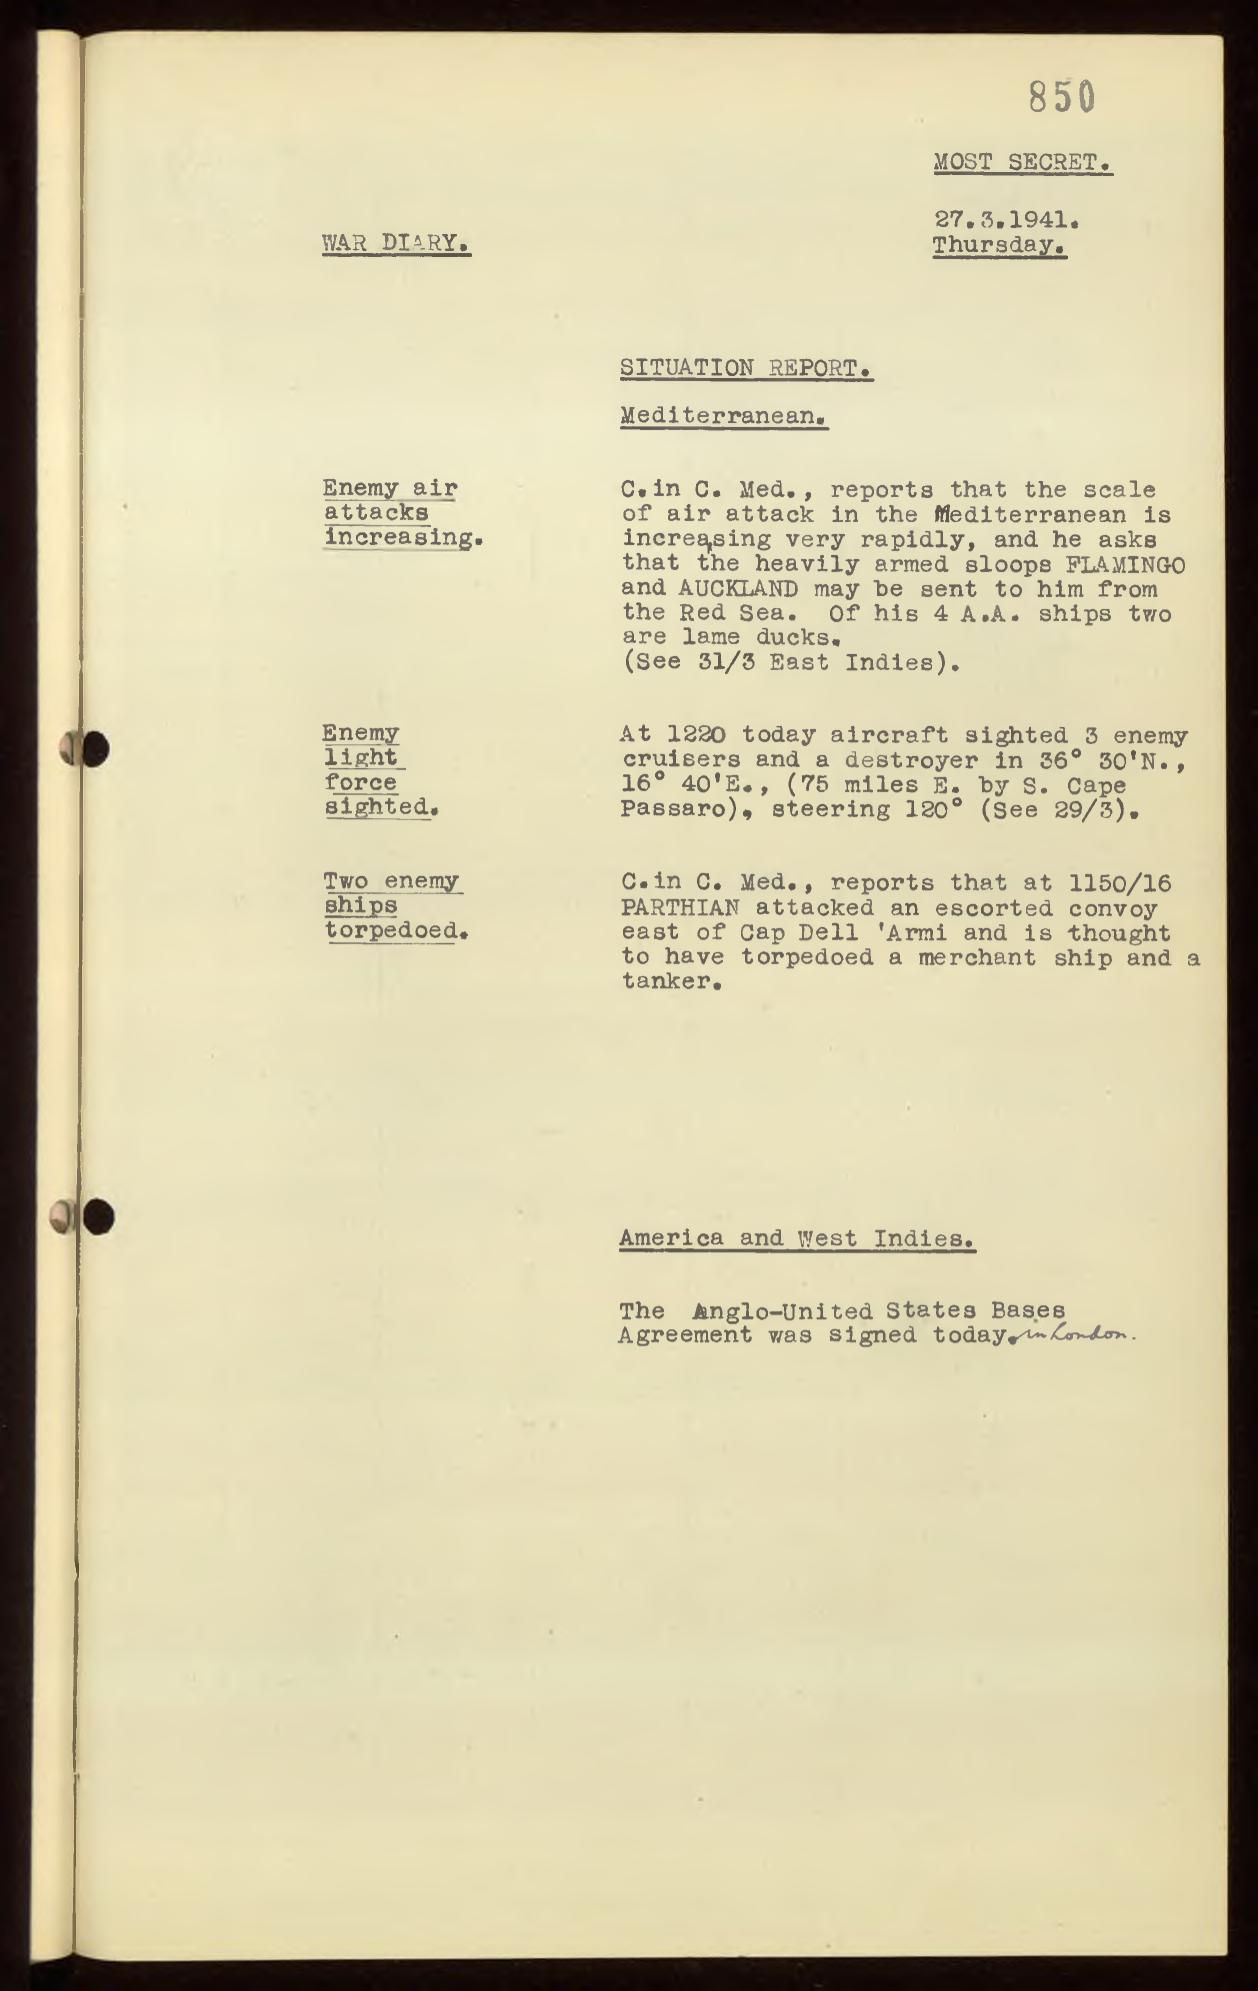 850
MOST SECRET.
27.3.1941.
Thursday.
WAR DIARY.
SITUATION REPORT.
Mediterranean.
Enemy air
attacks
increasing.
C.in C. Med., reports that the scale
of air attack in the Mediterranean is
increasing very rapidly, and he asks
that the heavily armed sloops FLAMINGO
and AUCKLAND may be sent to him from
the Red Sea. Of his 4 A.A. ships two
are lame ducks.
(See 31/3 East Indies).
Enemy
light
force
sighted.
At 1220 today aircraft sighted 3 enemy
cruisers and a destroyer in 36° 30'N.,
16° 40'E., (75 miles E. by S. Cape
Passaro), steering 120° (See 29/3).
Two enemy
ships
torpedoed.
C.in C. Med., reports that at 1150/16
PARTHIAN attacked an escorted convoy
east of Cap Dell 'Armi and is thought
to have torpedoed a merchant ship and a
tanker.
America and West Indies.
The Anglo-United States Bases
Agreement was signed today. in London.